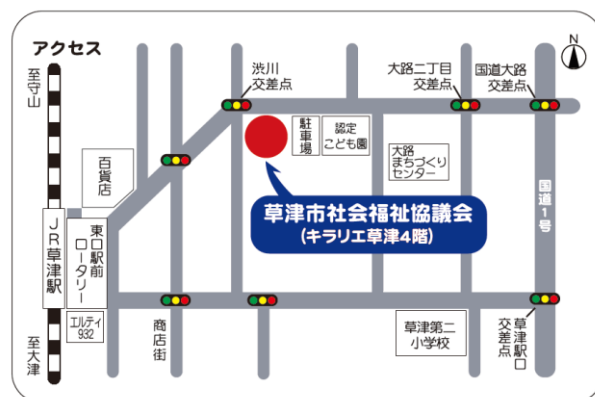 アクセス
至守山
渋川
交差点
大路二丁目
交差点
国道大路
交差点
N
百貨店
駐車場
認定
こども園
大路
まちづくり
センター
草津市社会福祉協議会
(キラリエ草津4階)
国道1号
JR草津駅
東口駅前
ロータリー
エルティ
932
至大津
商店街
草津第二
小学校
草津駅口
交差点